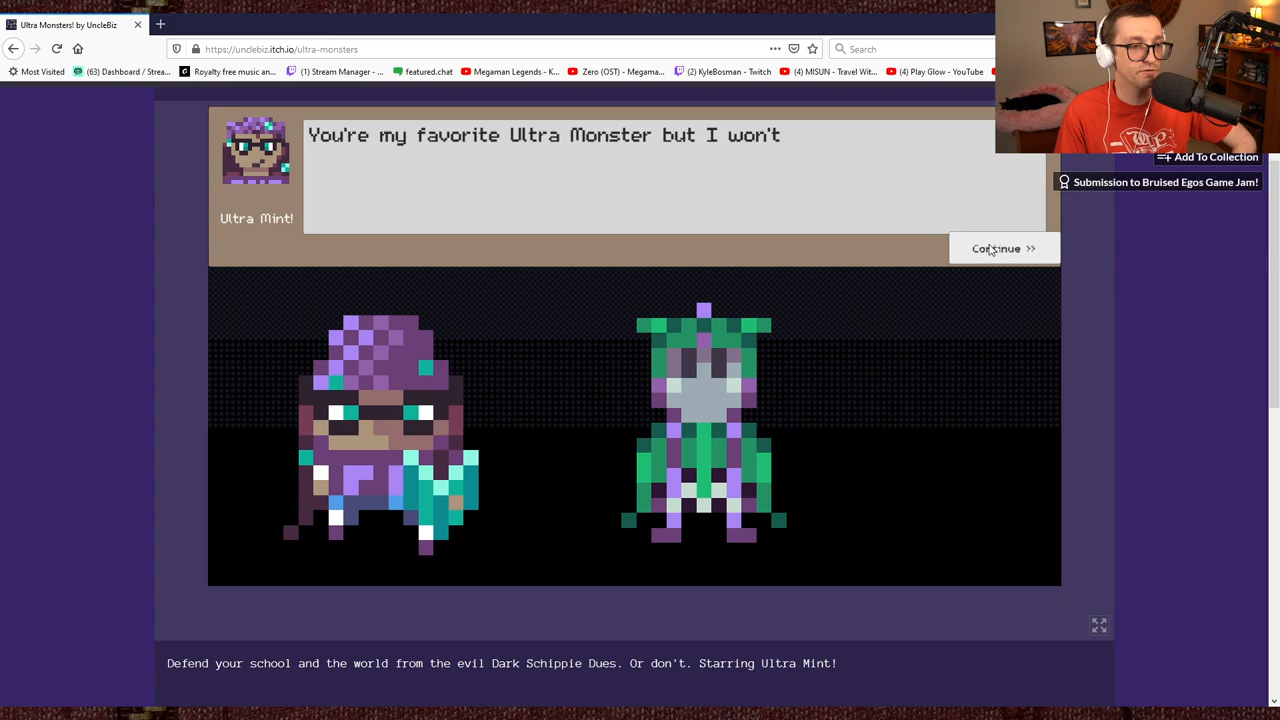 Ultra Monsters! by UncleBiz
https://unclebiz.itch.io/ultra-monsters
Search
Most Visited
(63) Dashboard / Strea...
Royalty free music an...
(1) Stream Manager - ...
featured.chat
Megaman Legends - K...
Zero (OST) - Megama...
(2) KyleBosman - Twitch
(4) MISUN - Travel Wit...
(4) Play Glow - YouTube
You're my favorite Ultra Monster but I won't
Ultra Mint!
Continue >>
Add To Collection
Submission to Bruised Egos Game Jam!
Defend your school and the world from the evil Dark Schippie Dues. Or don't. Starring Ultra Mint!